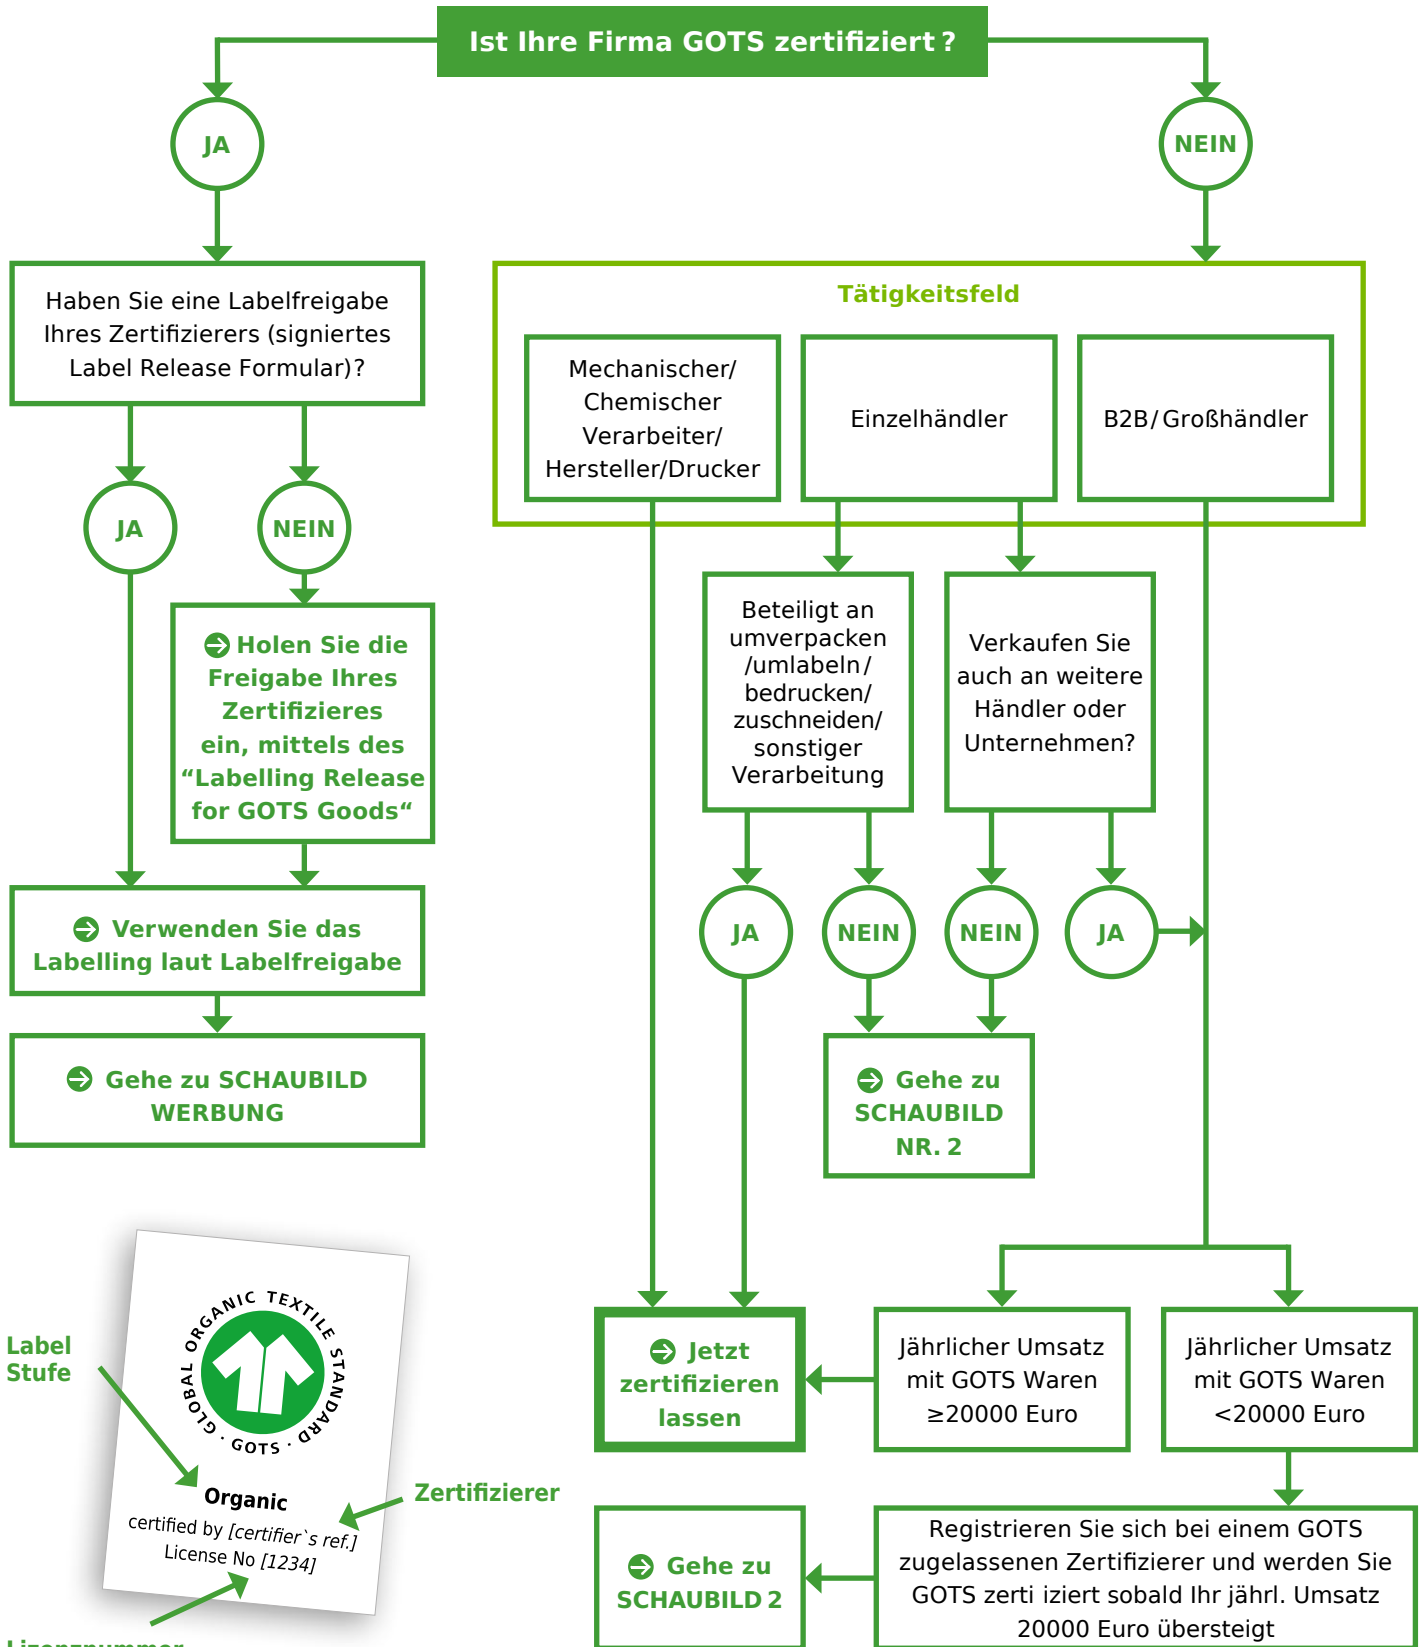 Ist Ihre Firma GOTS zertifiziert ?
JA
NEIN
Haben Sie eine Labelfreigabe
Ihres Zertifizierers (signiertes
Label Release Formular)?
JA
NEIN
Holen Sie die
Freigabe Ihres
Zertifizieres
ein, mittels des
“Labelling Release
for GOTS Goods“
Verwenden Sie das
Labelling laut Labelfreigabe
Gehe zu SCHAUBILD
WERBUNG
Tätigkeitsfeld
Mechanischer/
Chemischer
Verarbeiter/
Hersteller/Drucker
Einzelhändler
B2B/Großhändler
Beteiligt an
umverpacken
/umlabeln/
bedrucken/
zuschneiden/
sonstiger
Verarbeitung
Verkaufen Sie
auch an weitere
Händler oder
Unternehmen?
JA
NEIN
NEIN
JA
Gehe zu
SCHAUBILD
NR. 2
Jetzt
zertifizieren
lassen
Jährlicher Umsatz
mit GOTS Waren
≥20000 Euro
Jährlicher Umsatz
mit GOTS Waren
<20000 Euro
Gehe zu
SCHAUBILD 2
Registrieren Sie sich bei einem GOTS
zugelassenen Zertifizierer und werden Sie
GOTS zerti iziert sobald Ihr jährl. Umsatz
20000 Euro übersteigt
GLOBAL ORGANIC TEXTILE STANDARD · GOTS ·
Label
Stufe
Organic
certified by [certifier`s ref.]
License No [1234]
Zertifizierer
Lizenznummer